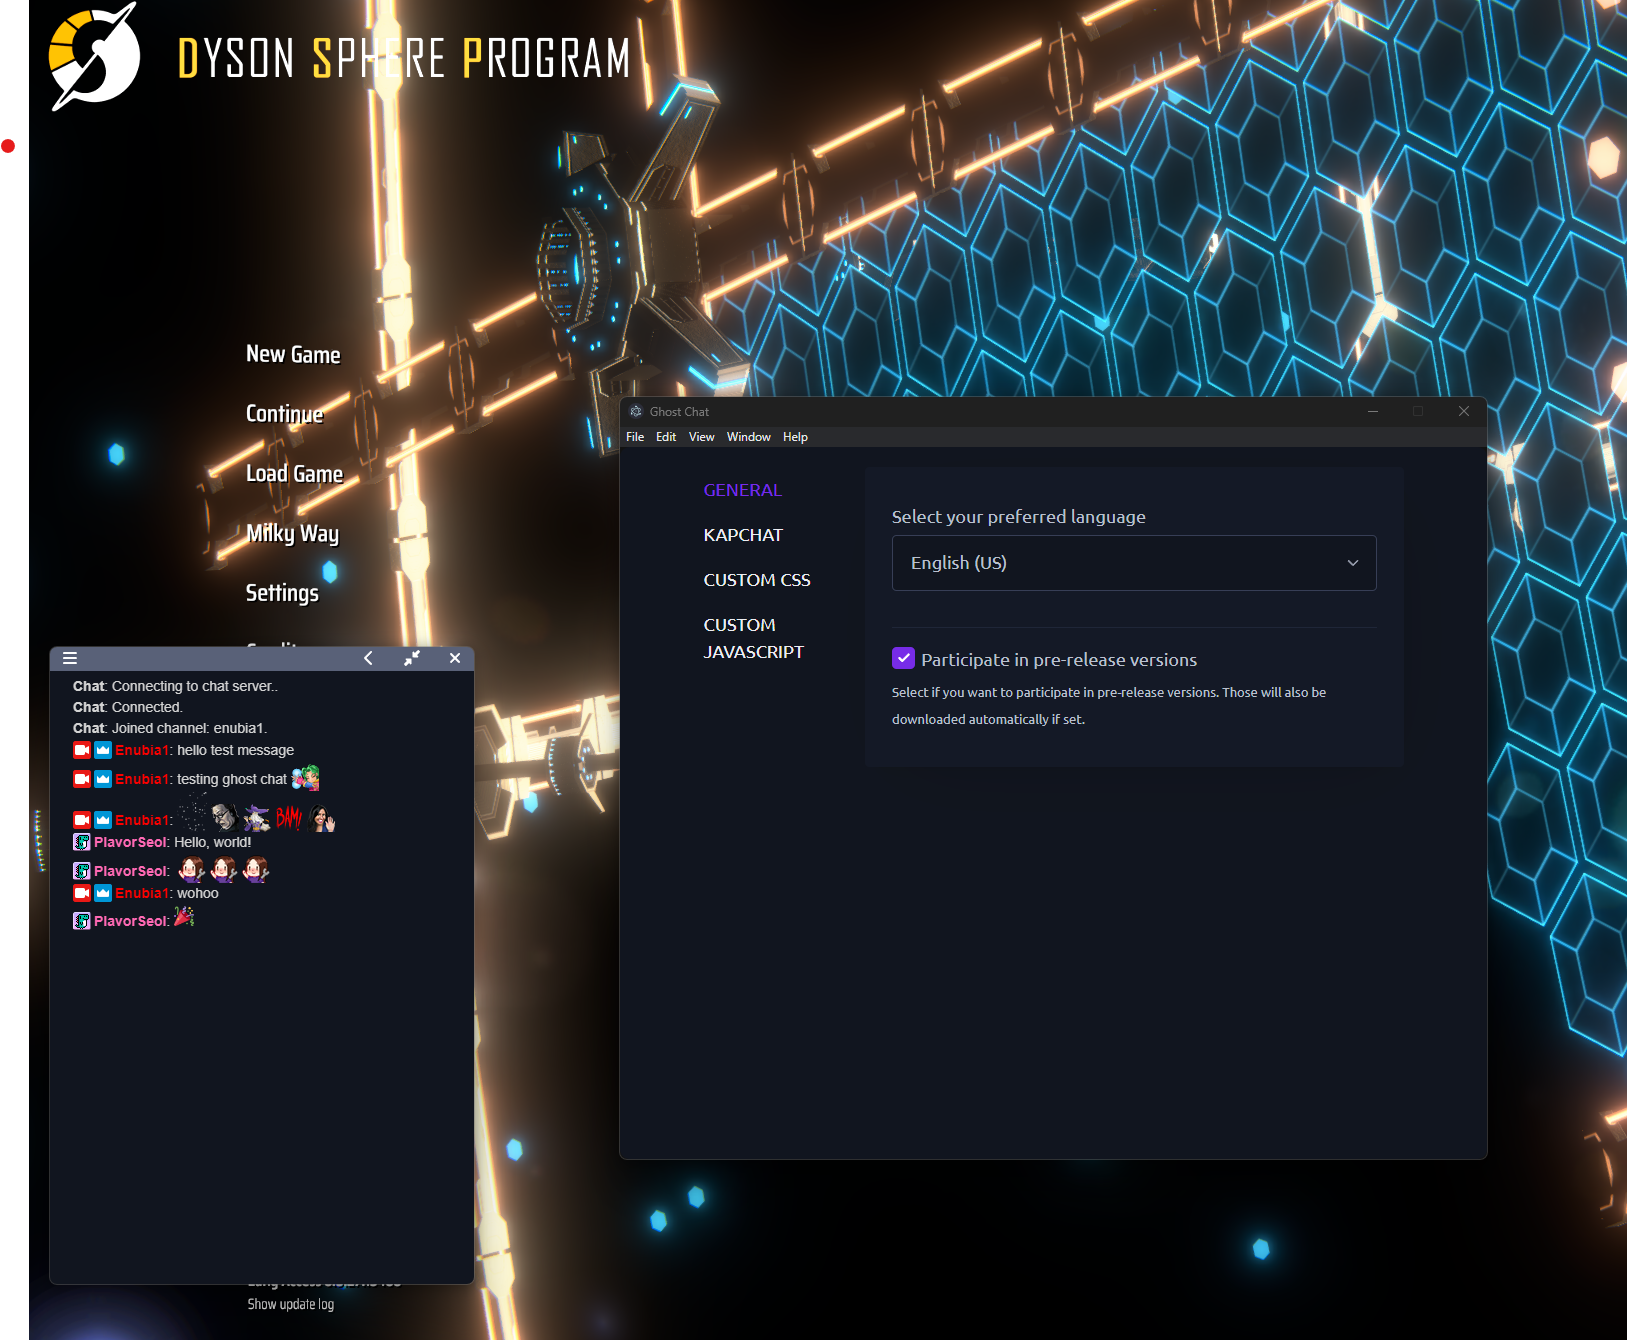 DYSON SPHERE PROGRAM
New Game
Continue
Load Game
Milky Way
Settings
Chat: Connecting to chat server..
Chat: Connected.
Chat: Joined channel: enubia1.
Enubia1: hello test message
Enubia1: testing ghost chat
Enubia1: BAM!
PlavorSeol: Hello, world!
PlavorSeol:
Enubia1: wohoo
PlavorSeol:
Show update log
Ghost Chat
File Edit View Window Help
GENERAL
KAPCHAT
CUSTOM CSS
CUSTOM
JAVASCRIPT
Select your preferred language
English (US)
Participate in pre-release versions
Select if you want to participate in pre-release versions. Those will also be
downloaded automatically if set.